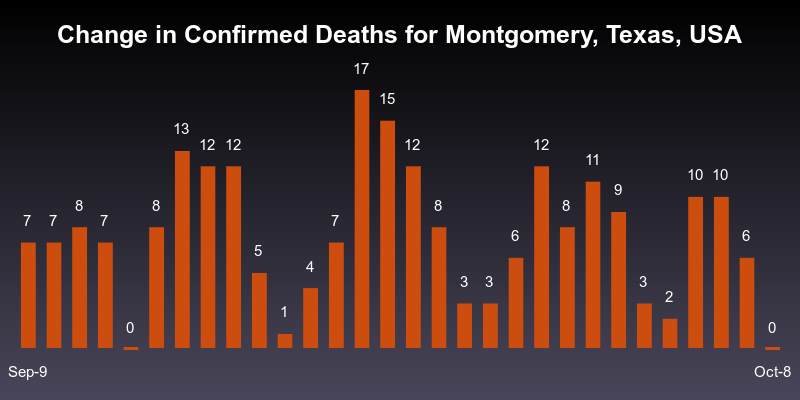 Change in Confirmed Deaths for Montgomery, Texas, USA
7 7 8 7 0 8 13 12 12 5 1 4 7 17 15 12 8 3 3 6 12 8 11 9 3 2 10 10 6 0
Sep-9 Oct-8